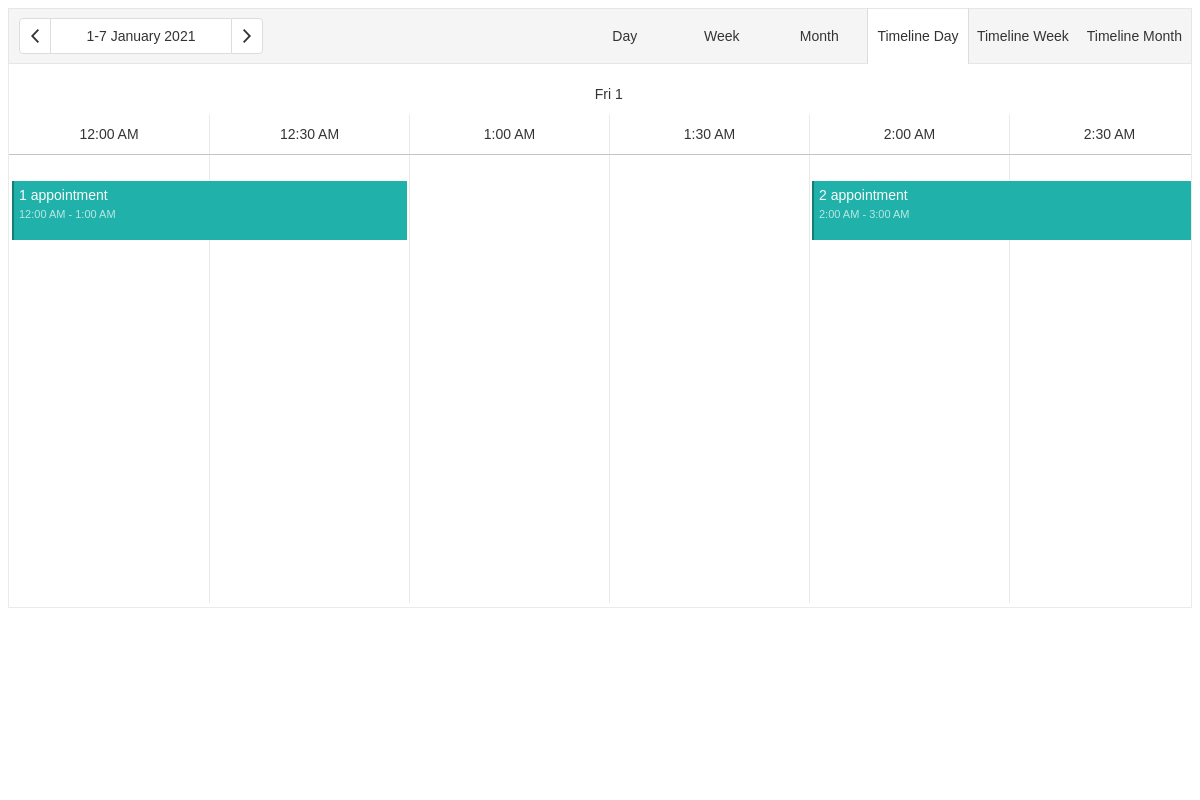 1-7 January 2021 Day Week Month Timeline Day Timeline Week Timeline Month
Fri 1
12:00 AM 12:30 AM 1:00 AM 1:30 AM 2:00 AM 2:30 AM
1 appointment
12:00 AM - 1:00 AM
2 appointment
2:00 AM - 3:00 AM